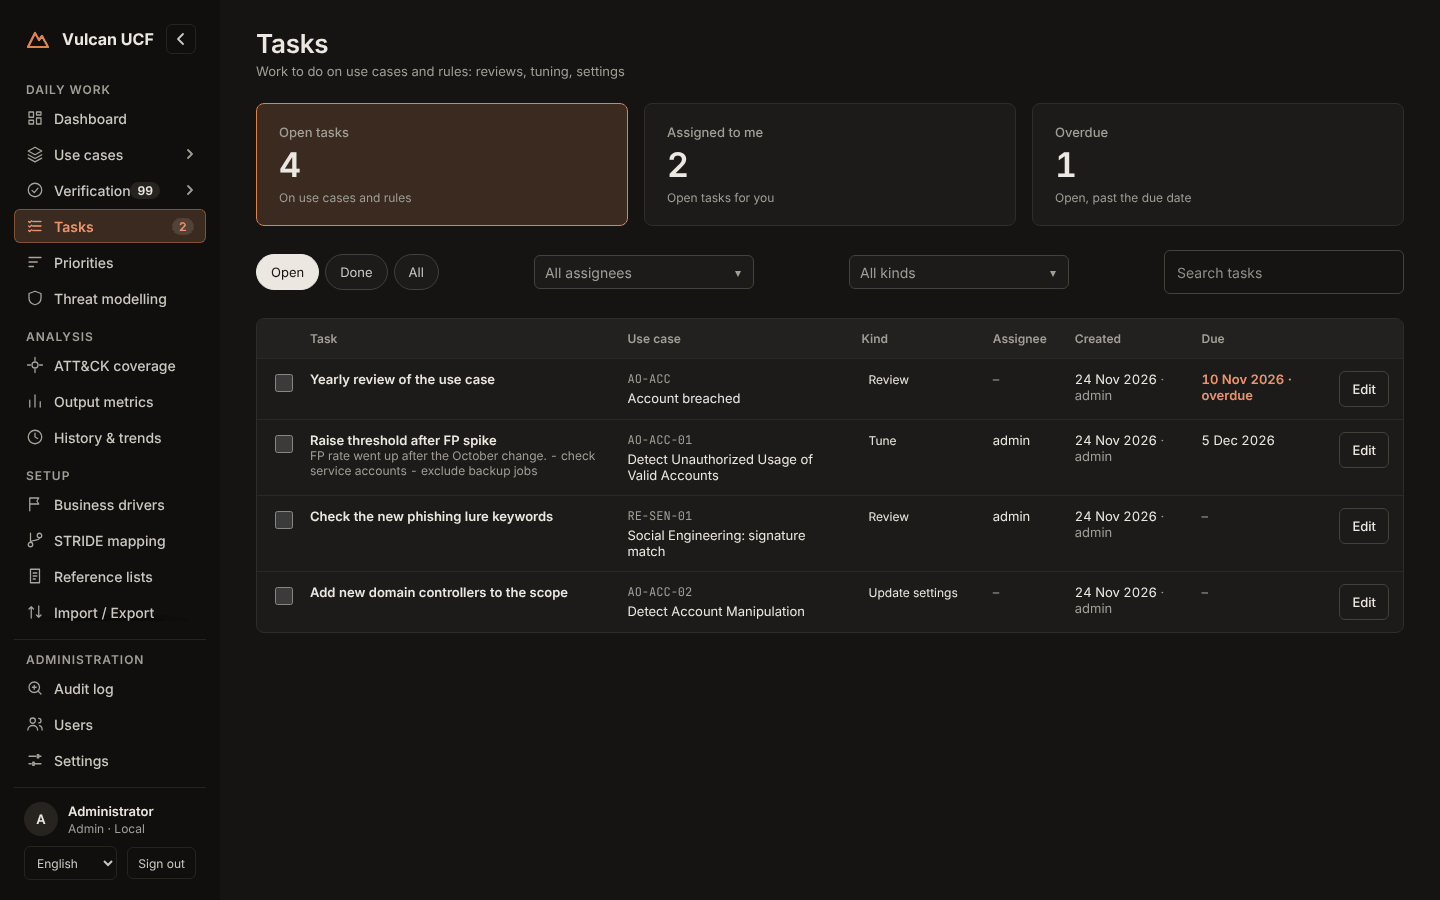 Vulcan UCF
DAILY WORK
Dashboard
Use cases
Verification 99
Tasks 2
Priorities
Threat modelling
ANALYSIS
ATT&CK coverage
Output metrics
History & trends
SETUP
Business drivers
STRIDE mapping
Reference lists
Import / Export
ADMINISTRATION
Audit log
Users
Settings
A
Administrator
Admin · Local
English
Sign out
Tasks
Work to do on use cases and rules: reviews, tuning, settings
Open tasks
4
On use cases and rules
Assigned to me
2
Open tasks for you
Overdue
1
Open, past the due date
Open Done All
All assignees
All kinds
Search tasks
Task Use case Kind Assignee Created Due
Yearly review of the use case
AO-ACC
Account breached
Review
–
24 Nov 2026 ·
admin
10 Nov 2026 ·
overdue
Edit
Raise threshold after FP spike
FP rate went up after the October change. - check
service accounts - exclude backup jobs
AO-ACC-01
Detect Unauthorized Usage of
Valid Accounts
Tune
admin
24 Nov 2026 ·
admin
5 Dec 2026
Edit
Check the new phishing lure keywords
RE-SEN-01
Social Engineering: signature
match
Review
admin
24 Nov 2026 ·
admin
–
Edit
Add new domain controllers to the scope
AO-ACC-02
Detect Account Manipulation
Update settings
–
24 Nov 2026 ·
admin
–
Edit